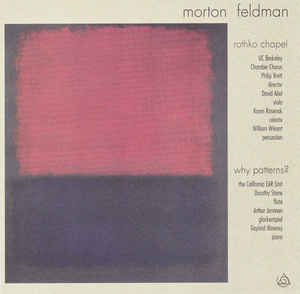 morton feldman
rothko chapel
UC Berkeley
Chamber Chorus
Philip Brett
director
David Abel
viola
Karen Rosenak
celesta
William Winant
percussion
why patterns?
the California EAR Unit
Dorothy Stone
flute
Arthur Jarvinen
glockenspiel
Gaylord Mowrey
piano